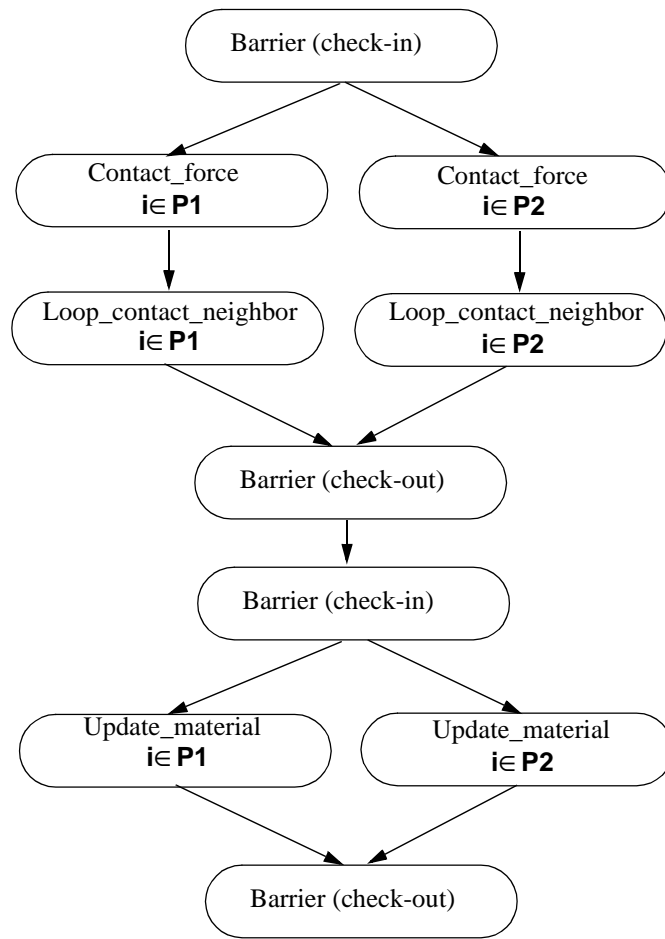 Barrier (check-in)
Contact_force
i∈ P1
Contact_force
i∈ P2
Loop_contact_neighbor
i∈ P1
Loop_contact_neighbor
i∈ P2
Barrier (check-out)
Barrier (check-in)
Update_material
i∈ P1
Update_material
i∈ P2
Barrier (check-out)